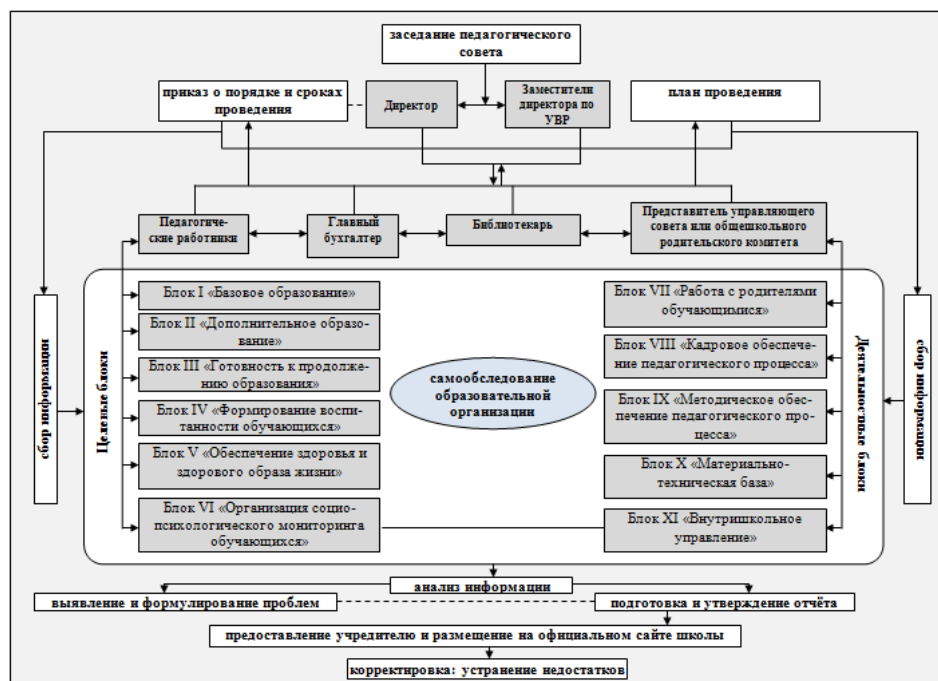 заседание педагогического
совета
приказ о порядке и сроках
проведения
Директор
Заместители
директора по
УВР
план проведения
Педагогиче-
ские работники
Главный
бухгалтер
Библиотекарь
Представитель управляющего
совета или общешкольного
родительского комитета
сбор информации
Целевые блоки
Блок I «Базовое образование»
Блок II «Дополнительное образо-
вание»
Блок III «Готовность к продолже-
нию образования»
Блок IV «Формирование воспи-
танности обучающихся»
Блок V «Обеспечение здоровья и
здорового образа жизни»
Блок VI «Организация социо-
психологического мониторинга
обучающихся»
самообследование
образовательной
организации
Блок VII «Работа с родителями
обучающимися»
Блок VIII «Кадровое обеспече-
ние педагогического процесса»
Блок IX «Методическое обес-
печение педагогического про-
цесса»
Блок X «Материально-
техническая база»
Блок XI «Внутришкольное
управление»
Деятельностные блоки
сбор информации
анализ информации
выявление и формулирование проблем
подготовка и утверждение отчёта
предоставление учредителю и размещение на официальном сайте школы
корректировка: устранение недостатков